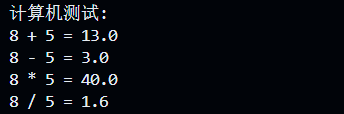 计算机测试:
8 + 5 = 13.0
8 - 5 = 3.0
8 * 5 = 40.0
8 / 5 = 1.6